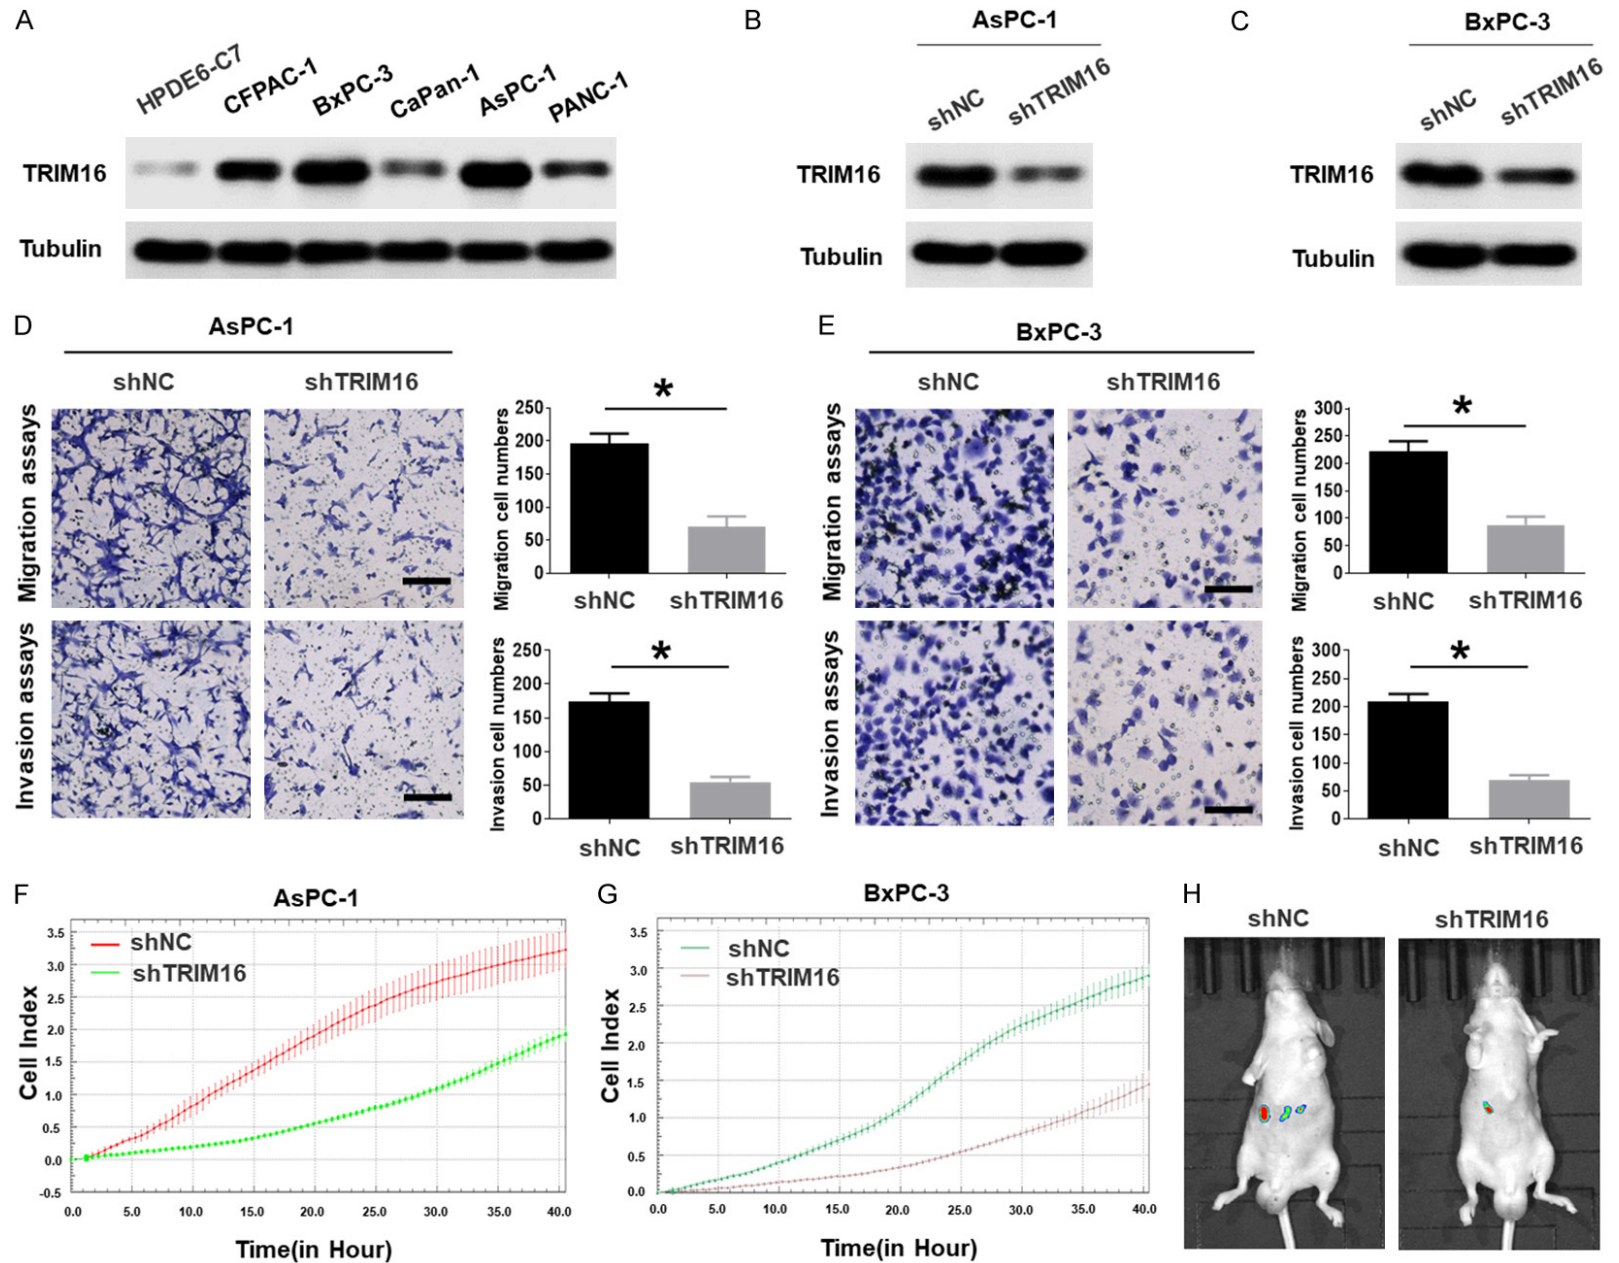 A
HPDE6-C7
CFPAC-1
BxPC-3
CaPan-1
AsPC-1
PANC-1
TRIM16
Tubulin
B
AsPC-1
shNC
shTRIM16
TRIM16
Tubulin
C
BxPC-3
shNC
shTRIM16
TRIM16
Tubulin
D
AsPC-1
shNC
shTRIM16
Migration assays
Invasion assays
Migration cell numbers
250
200
150
100
50
0
*
shNC
shTRIM16
Invasion cell numbers
250
200
150
100
50
0
*
shNC
shTRIM16
E
BxPC-3
shNC
shTRIM16
Migration assays
Invasion assays
Migration cell numbers
300
250
200
150
100
50
0
*
shNC
shTRIM16
Invasion cell numbers
300
250
200
150
100
50
0
*
shNC
shTRIM16
F
AsPC-1
shNC
shTRIM16
Cell Index
3.5
3.0
2.5
2.0
1.5
1.0
0.5
0.0
-0.5
0.0 5.0 10.0 15.0 20.0 25.0 30.0 35.0 40.0
Time(in Hour)
G
BxPC-3
shNC
shTRIM16
Cell Index
3.5
3.0
2.5
2.0
1.5
1.0
0.5
0.0
0.0 5.0 10.0 15.0 20.0 25.0 30.0 35.0 40.0
Time(in Hour)
H
shNC
shTRIM16